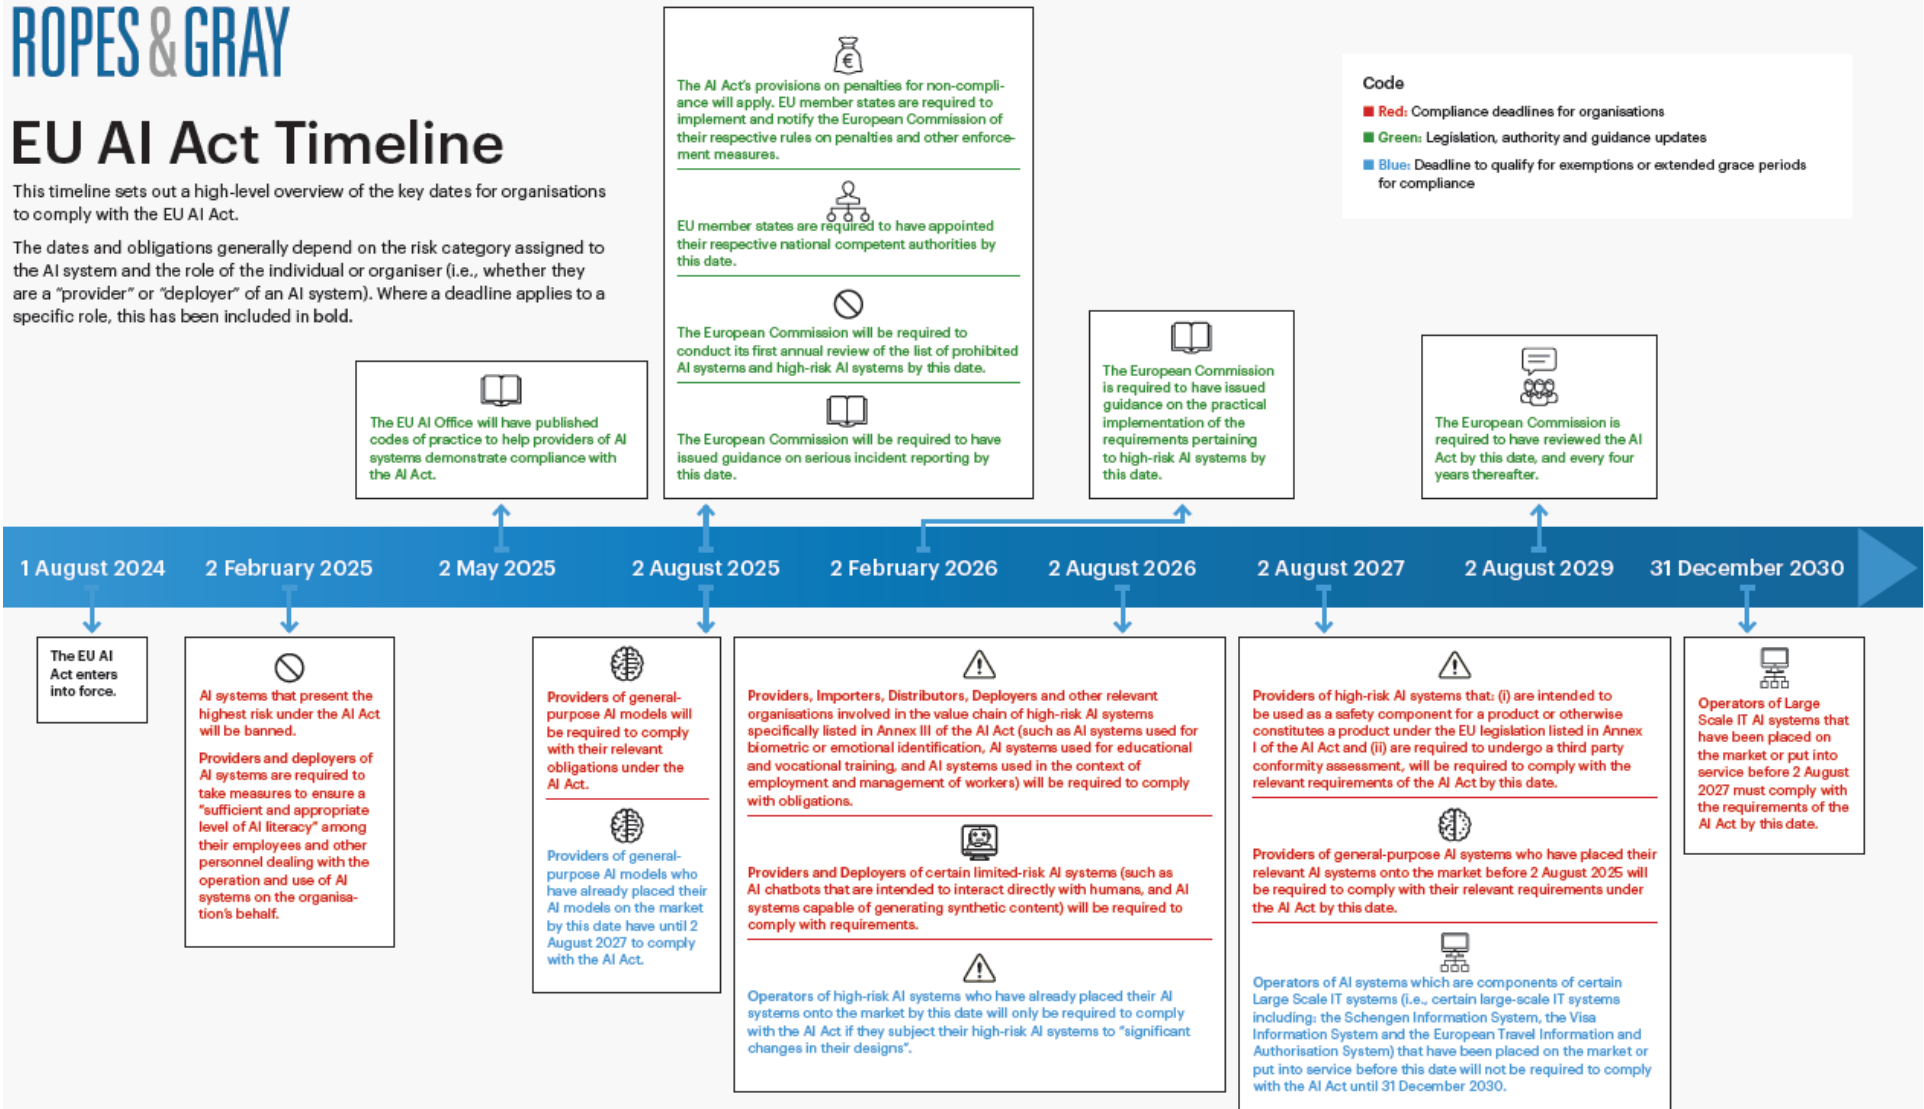 ROPES & GRAY
EU AI Act Timeline
This timeline sets out a high-level overview of the key dates for organisations
to comply with the EU AI Act.
The dates and obligations generally depend on the risk category assigned to
the AI system and the role of the individual or organiser (i.e., whether they
are a “provider” or “deployer” of an AI system). Where a deadline applies to a
specific role, this has been included in bold.
Code
Red: Compliance deadlines for organisations
Green: Legislation, authority and guidance updates
Blue: Deadline to qualify for exemptions or extended grace periods
for compliance
The EU AI Office will have published
codes of practice to help providers of AI
systems demonstrate compliance with
the AI Act.
The AI Act’s provisions on penalties for non-compli-
ance will apply. EU member states are required to
implement and notify the European Commission of
their respective rules on penalties and other enforce-
ment measures.
EU member states are required to have appointed
their respective national competent authorities by
this date.
The European Commission will be required to
conduct its first annual review of the list of prohibited
AI systems and high-risk AI systems by this date.
The European Commission will be required to have
issued guidance on serious incident reporting by
this date.
The European Commission
is required to have issued
guidance on the practical
implementation of the
requirements pertaining
to high-risk AI systems by
this date.
The European Commission is
required to have reviewed the AI
Act by this date, and every four
years thereafter.
1 August 2024
2 February 2025
2 May 2025
2 August 2025
2 February 2026
2 August 2026
2 August 2027
2 August 2029
31 December 2030
The EU AI
Act enters
into force.
AI systems that present the
highest risk under the AI Act
will be banned.
Providers and deployers of
AI systems are required to
take measures to ensure a
“sufficient and appropriate
level of AI literacy” among
their employees and other
personnel dealing with the
operation and use of AI
systems on the organisa-
tion’s behalf.
Providers of general-
purpose AI models will
be required to comply
with their relevant
obligations under the
AI Act.
Providers of general-
purpose AI models who
have already placed their
AI models on the market
by this date have until 2
August 2027 to comply
with the AI Act.
Providers, Importers, Distributors, Deployers and other relevant
organisations involved in the value chain of high-risk AI systems
specifically listed in Annex III of the AI Act (such as AI systems used for
biometric or emotional identification, AI systems used for educational
and vocational training, and AI systems used in the context of
employment and management of workers) will be required to comply
with obligations.
Providers and Deployers of certain limited-risk AI systems (such as
AI chatbots that are intended to interact directly with humans, and AI
systems capable of generating synthetic content) will be required to
comply with requirements.
Operators of high-risk AI systems who have already placed their AI
systems onto the market by this date will only be required to comply
with the AI Act if they subject their high-risk AI systems to “significant
changes in their designs”.
Providers of high-risk AI systems that: (i) are intended to
be used as a safety component for a product or otherwise
constitutes a product under the EU legislation listed in Annex
I of the AI Act and (ii) are required to undergo a third party
conformity assessment, will be required to comply with the
relevant requirements of the AI Act by this date.
Providers of general-purpose AI systems who have placed their
relevant AI systems onto the market before 2 August 2025 will
be required to comply with their relevant requirements under
the AI Act by this date.
Operators of AI systems which are components of certain
Large Scale IT systems (i.e., certain large-scale IT systems
including: the Schengen Information System, the Visa
Information System and the European Travel Information and
Authorisation System) that have been placed on the market or
put into service before this date will not be required to comply
with the AI Act until 31 December 2030.
Operators of Large
Scale IT AI systems that
have been placed on
the market or put into
service before 2 August
2027 must comply with
the requirements of the
AI Act by this date.